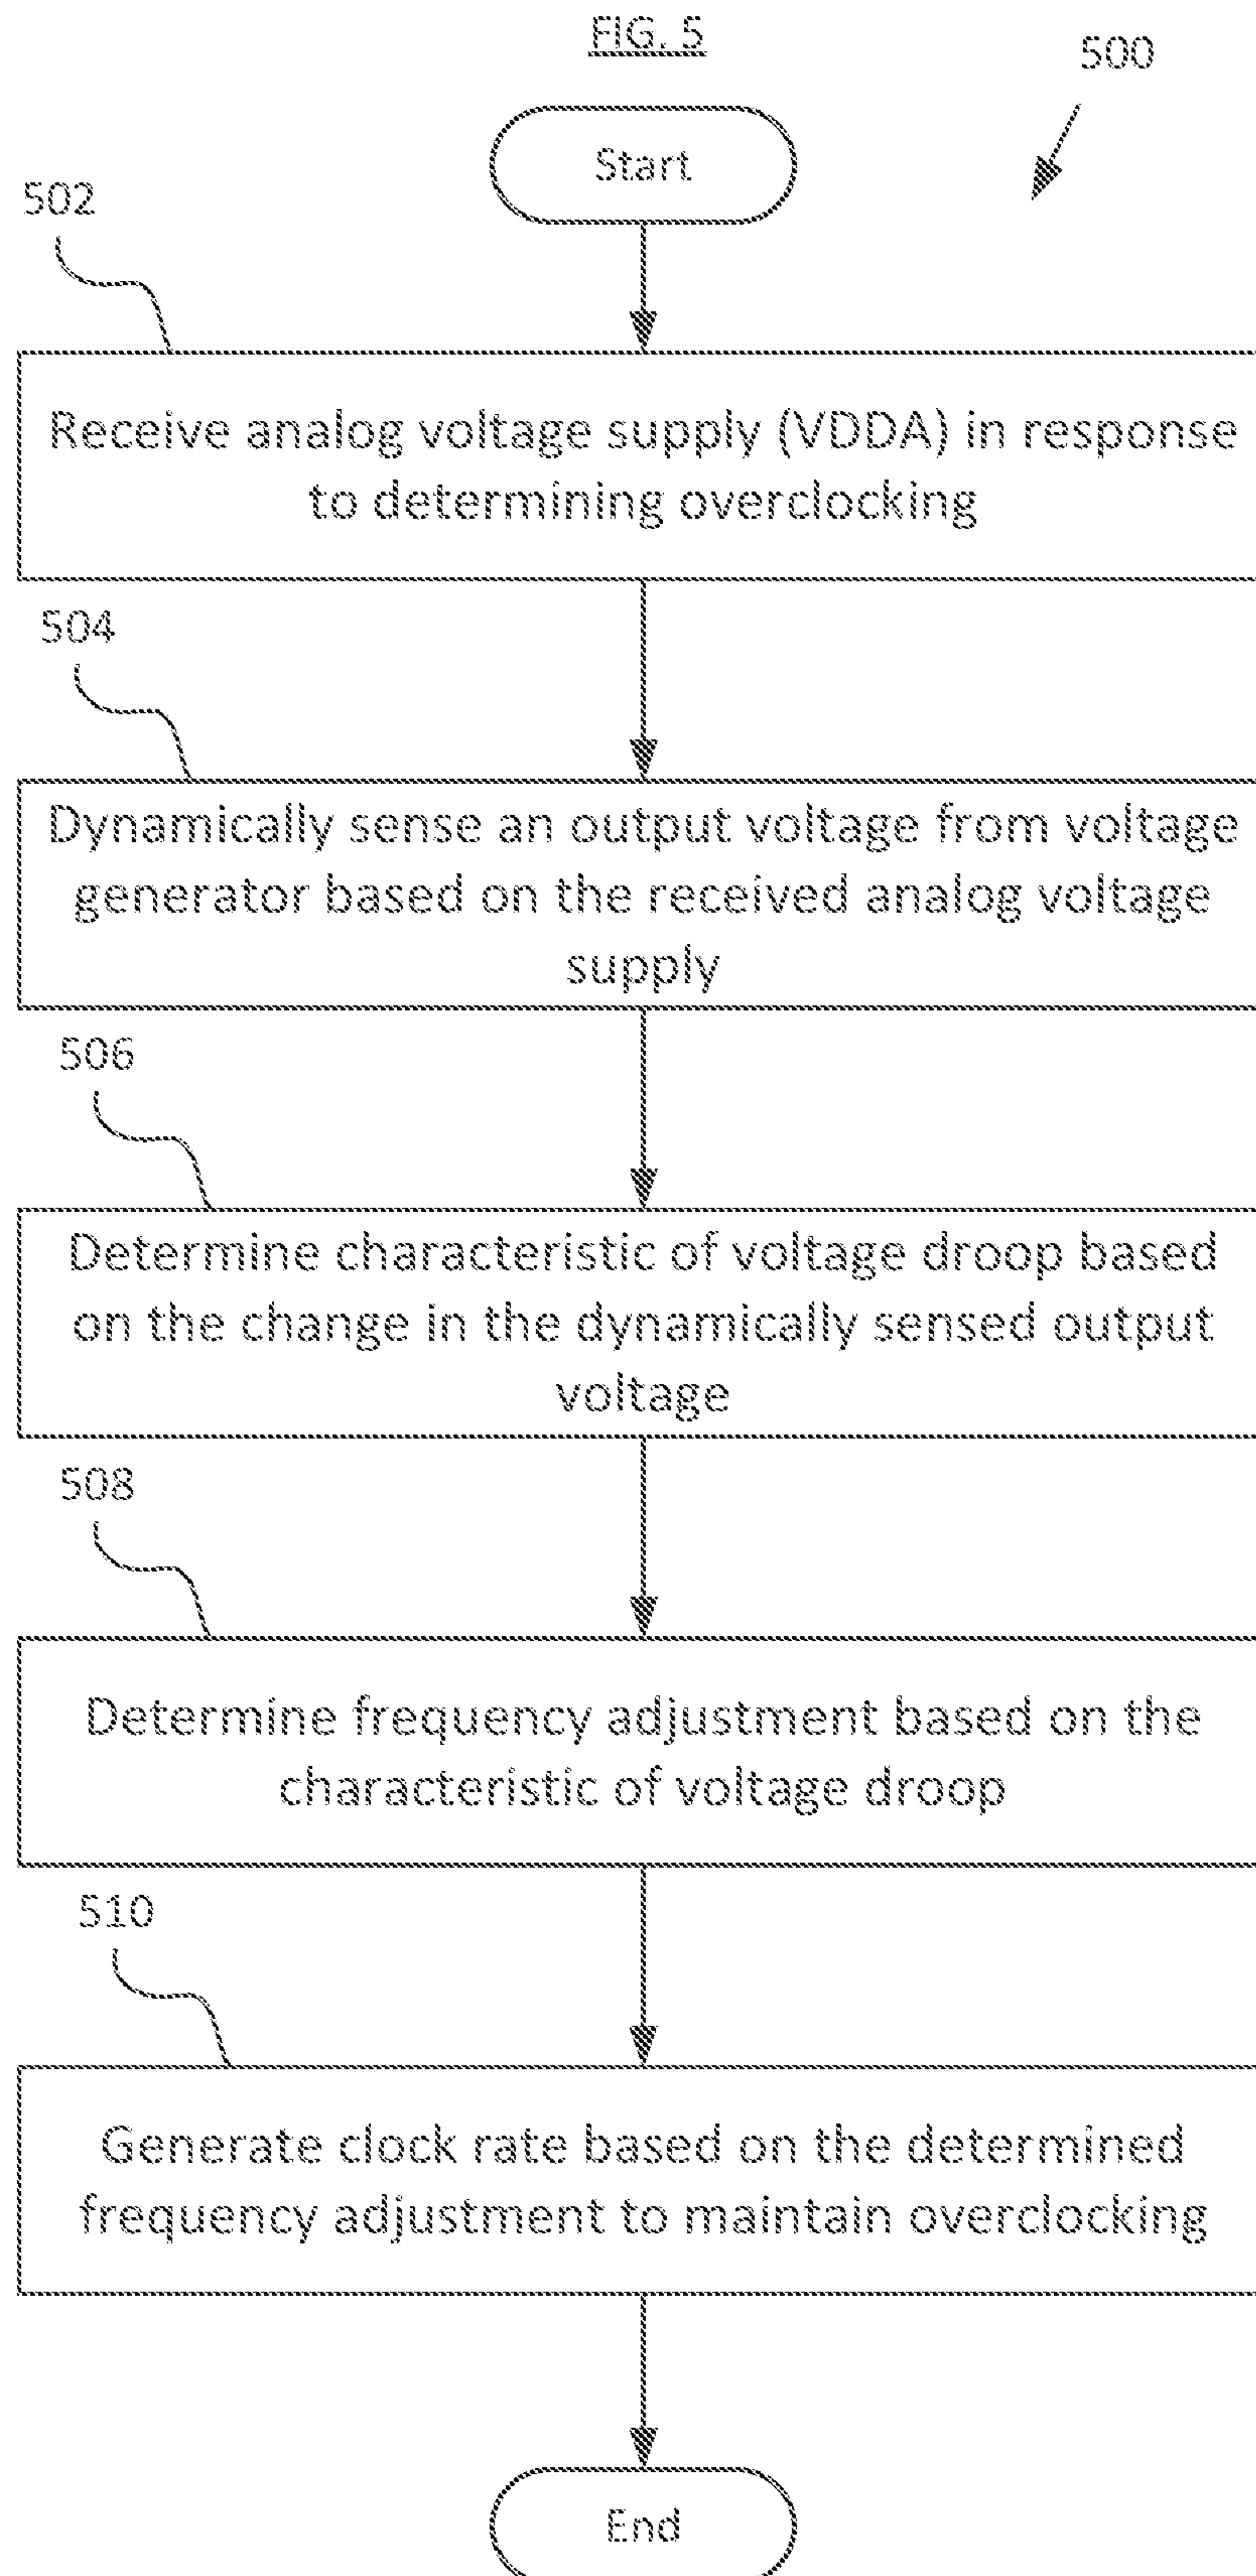 FIG. 5
500
Start
502
Receive analog voltage supply (VDDA) in response
to determining overclocking
504
Dynamically sense an output voltage from voltage
generator based on the received analog voltage
supply
506
Determine characteristic of voltage droop based
on the change in the dynamically sensed output
voltage
508
Determine frequency adjustment based on the
characteristic of voltage droop
510
Generate clock rate based on the determined
frequency adjustment to maintain overclocking
End